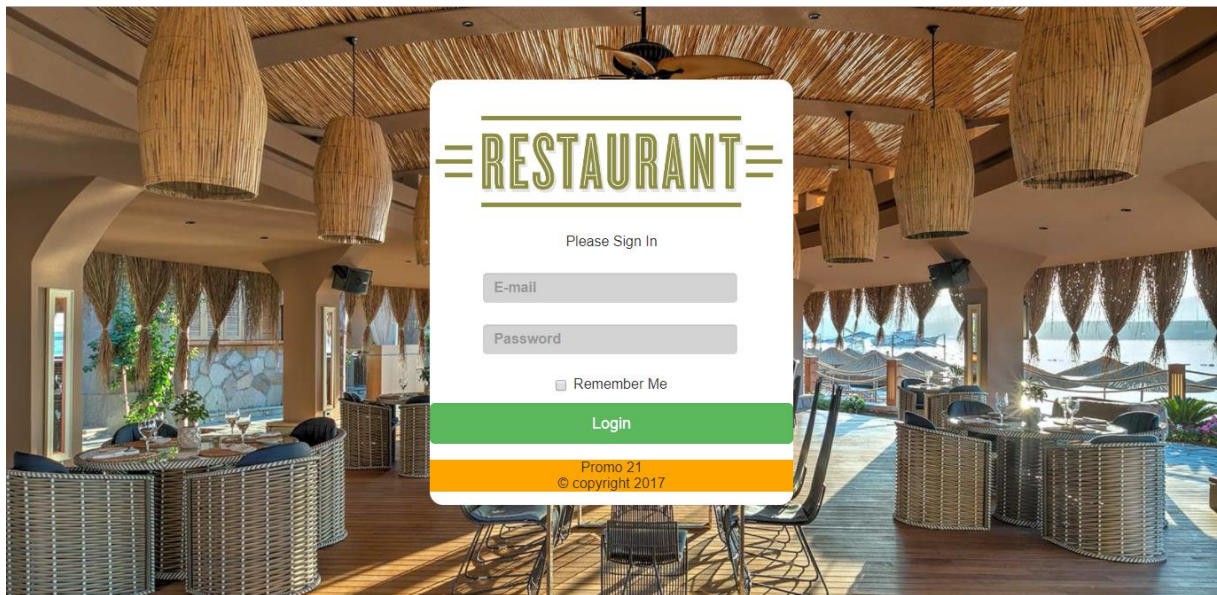 RESTAURANT
Please Sign In
E-mail
Password
Remember Me
Login
Promo 21
© copyright 2017